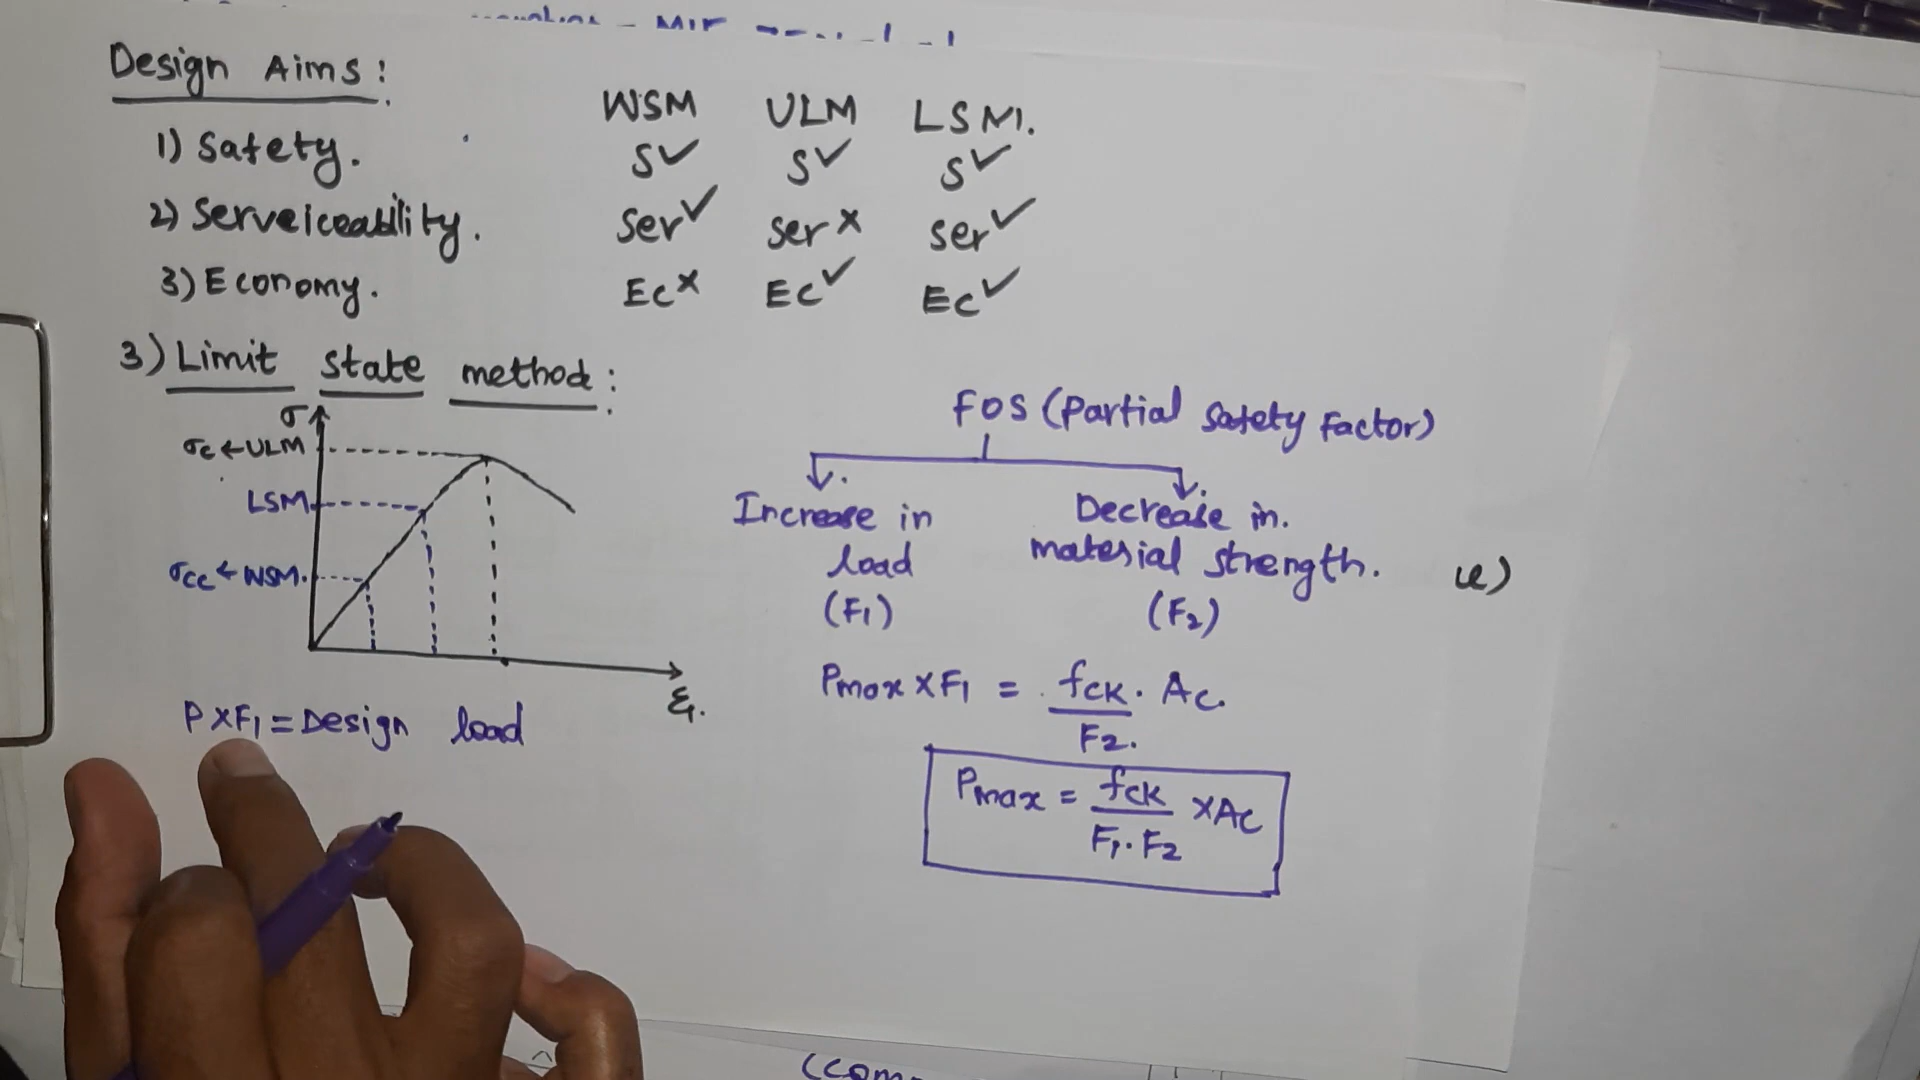 Design Aims:
WSM ULM LSM.
1) Safety. S✓ S✓ S✓
2) Serveiceability. Ser✓ Ser× Ser✓
3) Economy. Ec× Ec✓ Ec✓
3) Limit state method:
σ
σc ← ULM
LSM
σcc ← WSM.
ε.
P×F1 = Design load
FOS (Partial Safety Factor)
Increase in load (F1)
Decrease in. material strength. (F2)
ie)
Pmax × F1 = fck/F2. . Ac.
Pmax = fck/F1.F2 × Ac
(com